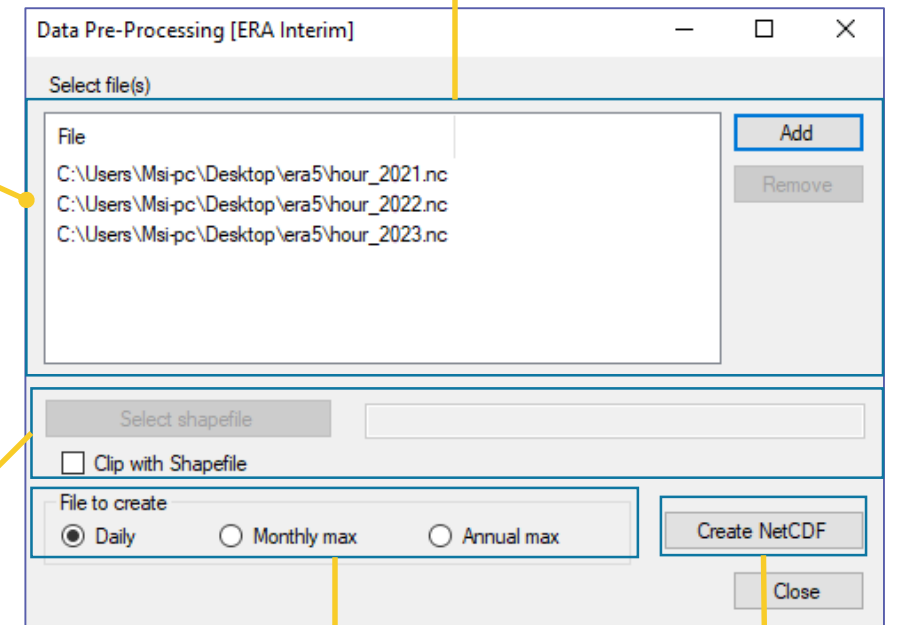 Data Pre-Processing [ERA Interim]
Select file(s)
File
Add
C:\Users\Msi-pc\Desktop\era5\hour_2021.nc
Remove
C:\Users\Msi-pc\Desktop\era5\hour_2022.nc
C:\Users\Msi-pc\Desktop\era5\hour_2023.nc
Select shapefile
Clip with Shapefile
File to create
Daily Monthly max Annual max
Create NetCDF
Close